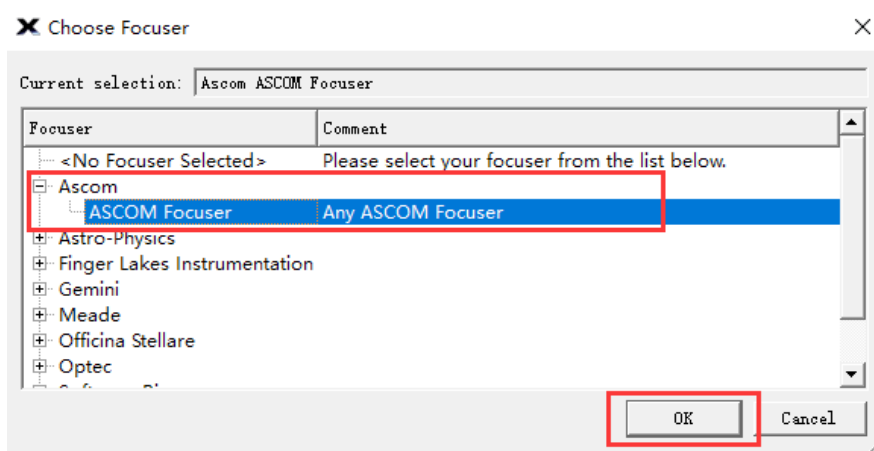 Choose Focuser
Current selection: Ascom ASCOM Focuser
Focuser Comment
<No Focuser Selected> Please select your focuser from the list below.
Ascom
ASCOM Focuser Any ASCOM Focuser
Astro-Physics
Finger Lakes Instrumentation
Gemini
Meade
Officina Stellare
Optec
OK Cancel